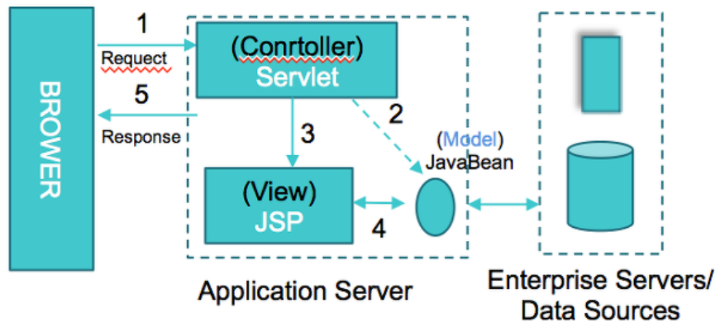 BROWER
1
Requect
5
Response
(Conrtoller)
Servlet
2
3
(Model)
JavaBean
(View)
JSP
4
Application Server
Enterprise Servers/
Data Sources